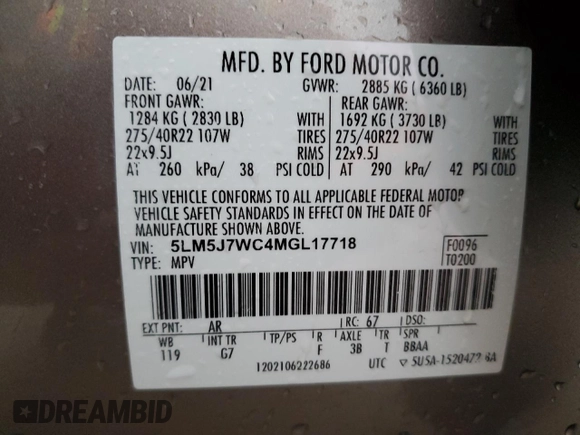 MFD. BY FORD MOTOR CO.
DATE: 06/21 GVWR: 2885 KG ( 6360 LB)
FRONT GAWR: REAR GAWR:
1284 KG ( 2830 LB) WITH 1692 KG ( 3730 LB) WITH
275/40R22 107W TIRES 275/40R22 107W TIRES
22x9.5J RIMS 22x9.5J RIMS
AT 260 kPa/ 38 PSI COLD AT 290 kPa/ 42 PSI COLD
THIS VEHICLE CONFORMS TO ALL APPLICABLE FEDERAL MOTOR
VEHICLE SAFETY STANDARDS IN EFFECT ON THE DATE OF
MANUFACTURE SHOWN ABOVE.
VIN: 5LM5J7WC4MGL17718 F0096
TYPE: MPV T0200
EXT PNT: AR RC: 67 DSO:
WB INT TR TP/PS R AXLE TR SPR
119 G7 F 3B T BBAA
1202106222686 UTC
DREAMBID